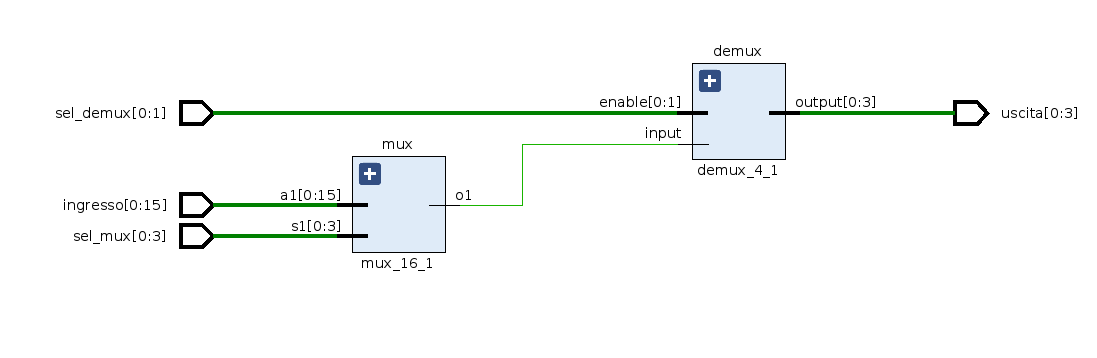 demux
sel_demux[0:1]
enable[0:1]
output[0:3]
uscita[0:3]
input
demux_4_1
mux
ingresso[0:15]
a1[0:15]
o1
sel_mux[0:3]
s1[0:3]
mux_16_1